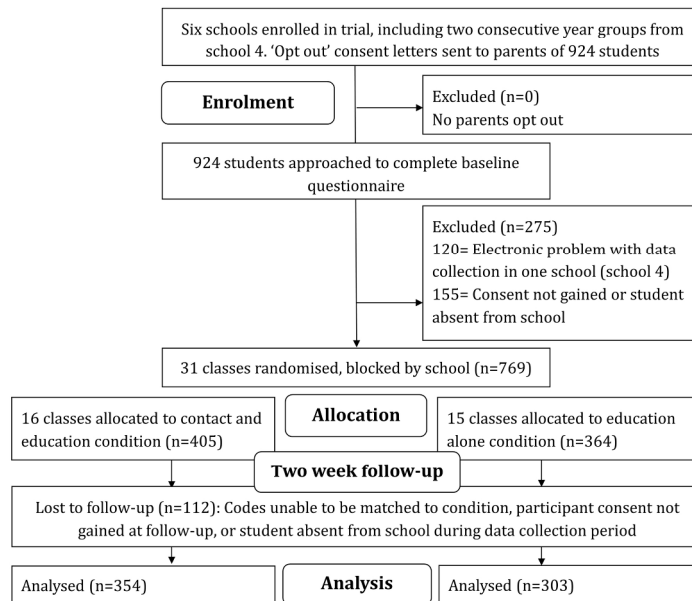 Six schools enrolled in trial, including two consecutive year groups from
school 4. ‘Opt out’ consent letters sent to parents of 924 students
Enrolment
Excluded (n=0)
No parents opt out
924 students approached to complete baseline
questionnaire
Excluded (n=275)
120= Electronic problem with data
collection in one school (school 4)
155= Consent not gained or student
absent from school
31 classes randomised, blocked by school (n=769)
Allocation
16 classes allocated to contact and
education condition (n=405)
15 classes allocated to education
alone condition (n=364)
Two week follow-up
Lost to follow-up (n=112): Codes unable to be matched to condition, participant consent not
gained at follow-up, or student absent from school during data collection period
Analysed (n=354)
Analysis
Analysed (n=303)